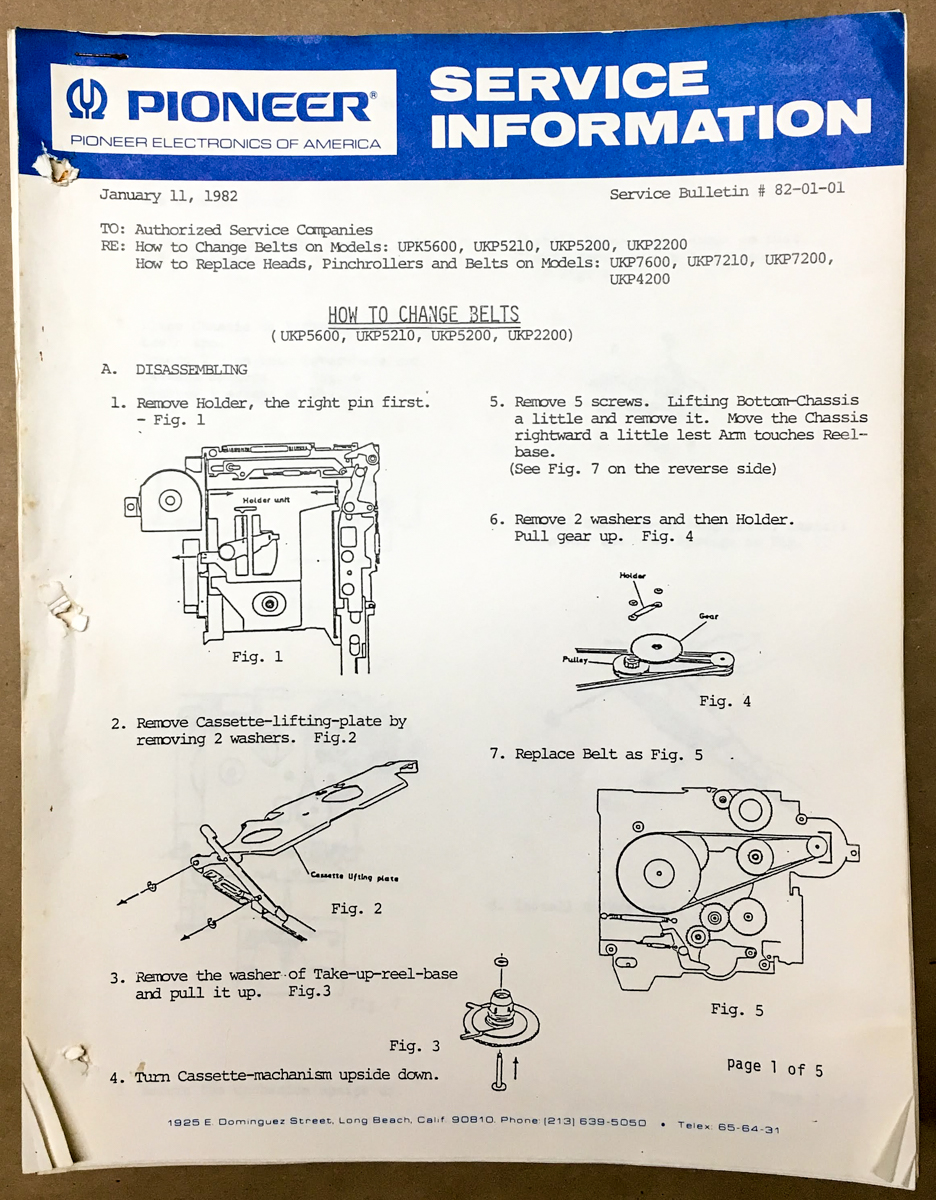 PIONEER®
PIONEER ELECTRONICS OF AMERICA
SERVICE
INFORMATION
January 11, 1982
Service Bulletin # 82-01-01
TO: Authorized Service Companies
RE: How to Change Belts on Models: UPK5600, UKP5210, UKP5200, UKP2200
How to Replace Heads, Pinchrollers and Belts on Models: UKP7600, UKP7210, UKP7200,
UKP4200
HOW TO CHANGE BELTS
(UKP5600, UKP5210, UKP5200, UKP2200)
A. DISASSEMBLING
1. Remove Holder, the right pin first.
- Fig. 1
Holder unit
Fig. 1
2. Remove Cassette-lifting-plate by
removing 2 washers. Fig.2
Cassette lifting plate
Fig. 2
3. Remove the washer of Take-up-reel-base
and pull it up. Fig.3
Fig. 3
4. Turn Cassette-machanism upside down.
5. Remove 5 screws. Lifting Bottom-Chassis
a little and remove it. Move the Chassis
rightward a little lest Arm touches Reel-
base.
(See Fig. 7 on the reverse side)
6. Remove 2 washers and then Holder.
Pull gear up. Fig. 4
Holder
Gear
Pulley
Fig. 4
7. Replace Belt as Fig. 5
Fig. 5
page 1 of 5
1925 E. Dominguez Street, Long Beach, Calif. 90810 Phone: (213) 639-5050 • Telex: 65-64-31